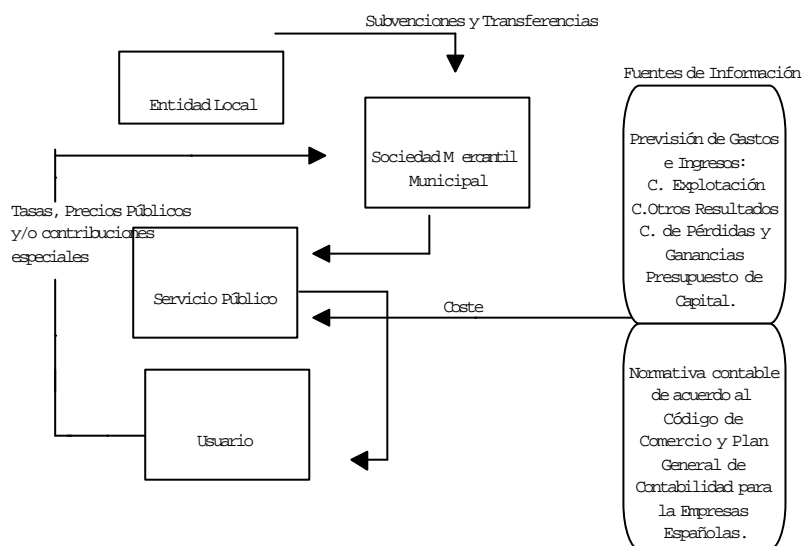 Subvenciones y Transferencias
Entidad Local
Sociedad Mercantil
Municipal
Tasas, Precios Públicos
y/o contribuciones
especiales
Servicio Público
Usuario
Coste
Fuentes de Información
Previsión de Gastos
e Ingresos:
C. Explotación
C.Otros Resultados
C. de Pérdidas y
Ganancias
Presupuesto de
Capital.
Normativa contable
de acuerdo al
Código de
Comercio y Plan
General de
Contabilidad para
la Empresas
Españolas.